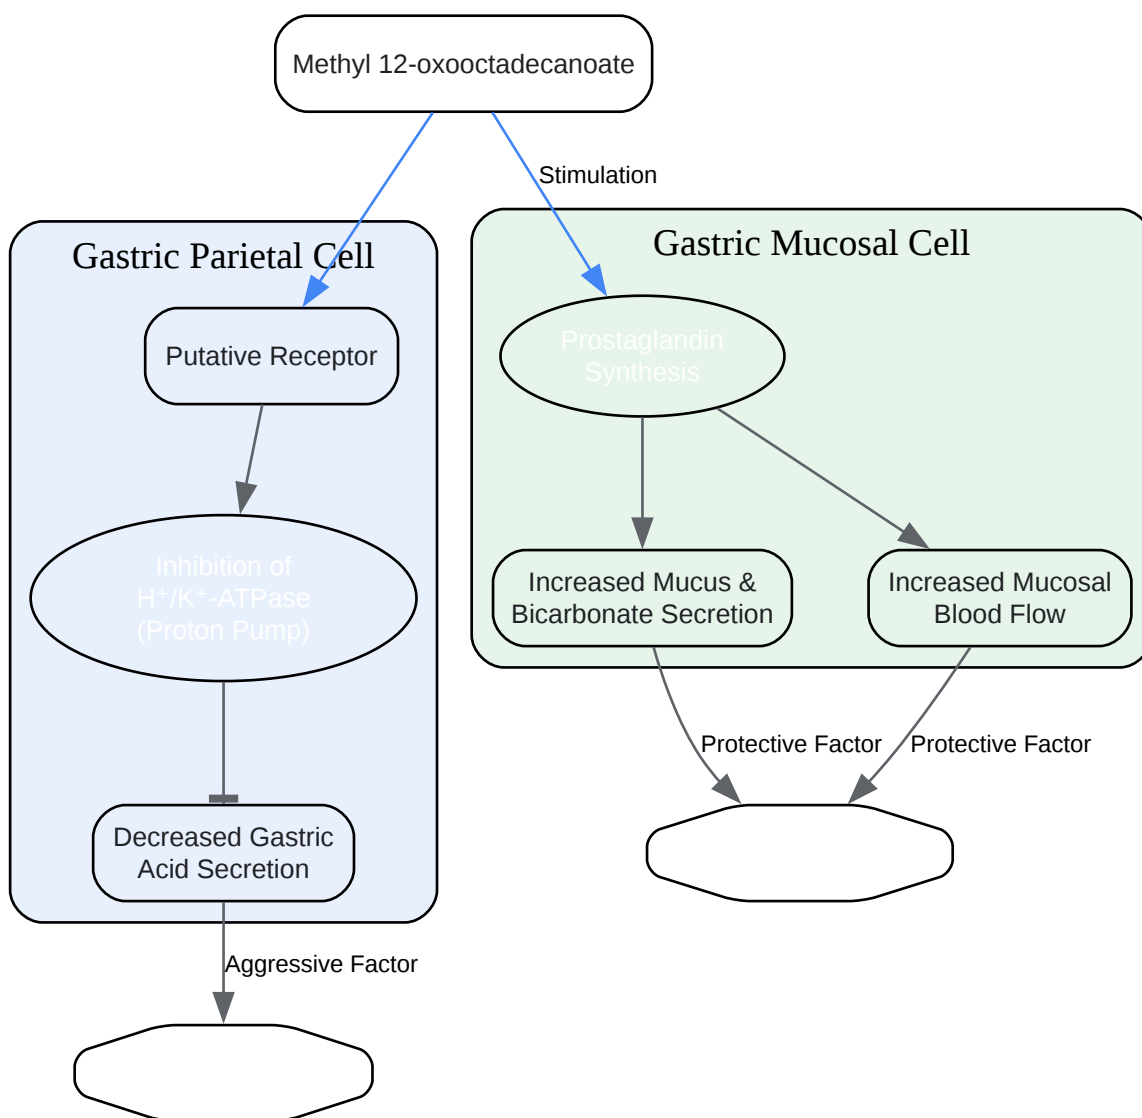 Methyl 12-oxooctadecanoate
Stimulation
Gastric Parietal Cell
Gastric Mucosal Cell
Putative Receptor
Prostaglandin
Synthesis
Inhibition of
H⁺/K⁺-ATPase
(Proton Pump)
Increased Mucus &
Bicarbonate Secretion
Increased Mucosal
Blood Flow
Protective Factor
Protective Factor
Decreased Gastric
Acid Secretion
Aggressive Factor